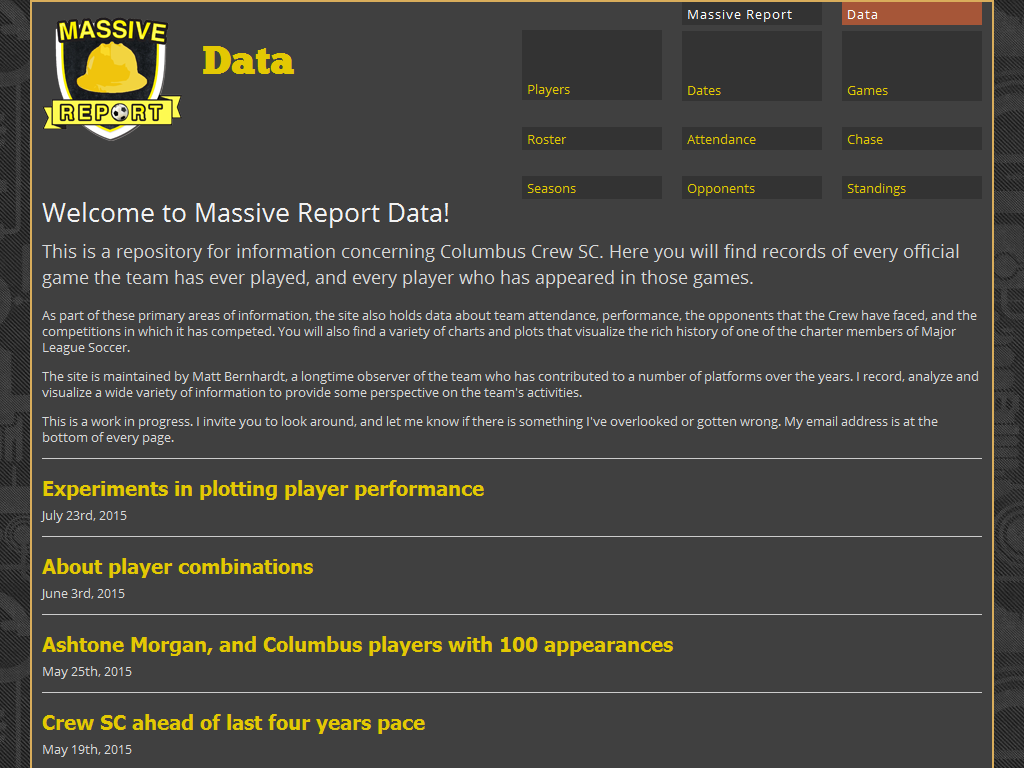 MASSIVE
REPORT
Data
Massive Report
Data
Players
Dates
Games
Roster
Attendance
Chase
Seasons
Opponents
Standings
Welcome to Massive Report Data!
This is a repository for information concerning Columbus Crew SC. Here you will find records of every official
game the team has ever played, and every player who has appeared in those games.
As part of these primary areas of information, the site also holds data about team attendance, performance, the opponents that the Crew have faced, and the
competitions in which it has competed. You will also find a variety of charts and plots that visualize the rich history of one of the charter members of Major
League Soccer.
The site is maintained by Matt Bernhardt, a longtime observer of the team who has contributed to a number of platforms over the years. I record, analyze and
visualize a wide variety of information to provide some perspective on the team's activities.
This is a work in progress. I invite you to look around, and let me know if there is something I've overlooked or gotten wrong. My email address is at the
bottom of every page.
Experiments in plotting player performance
July 23rd, 2015
About player combinations
June 3rd, 2015
Ashtone Morgan, and Columbus players with 100 appearances
May 25th, 2015
Crew SC ahead of last four years pace
May 19th, 2015